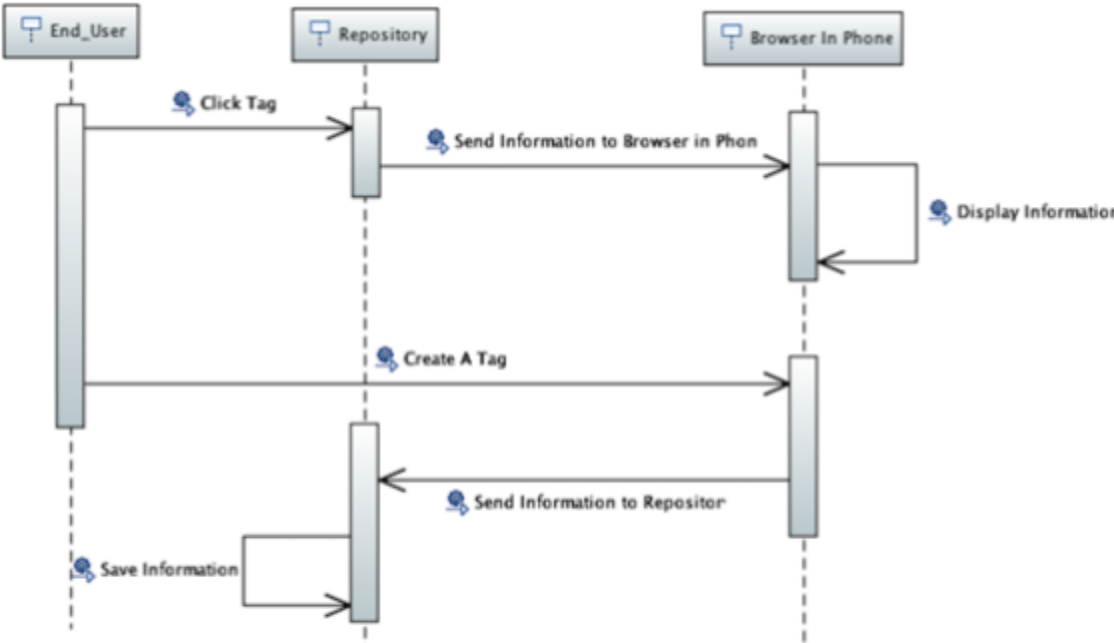 End_User
Repository
Browser In Phone
Click Tag
Send Information to Browser in Phon
Display Information
Create A Tag
Send Information to Repositor
Save Information